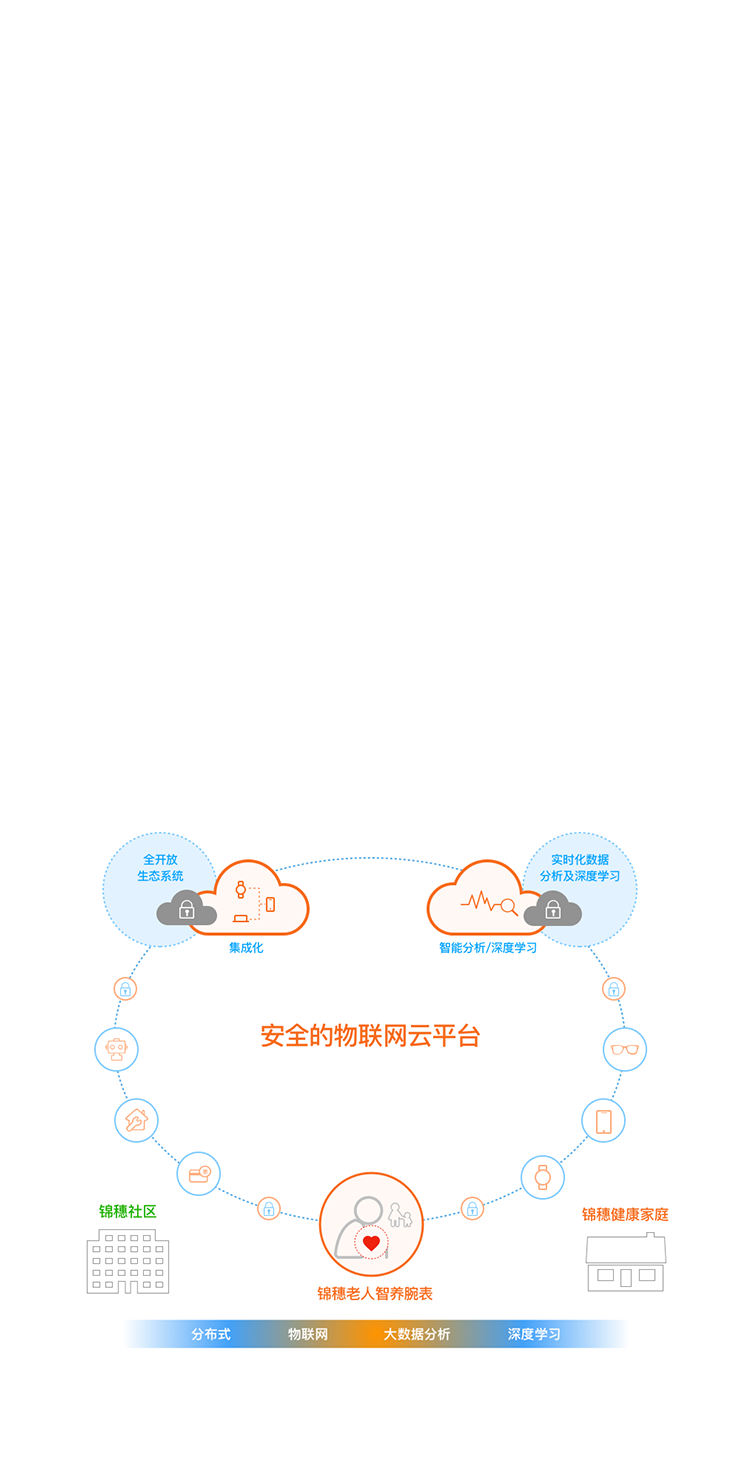 全开放
生态系统
实时化数据
分析及深度学习
集成化
智能分析/深度学习
安全的物联网云平台
锦穗社区
锦穗健康家庭
锦穗老人智养腕表
分布式 物联网 大数据分析 深度学习